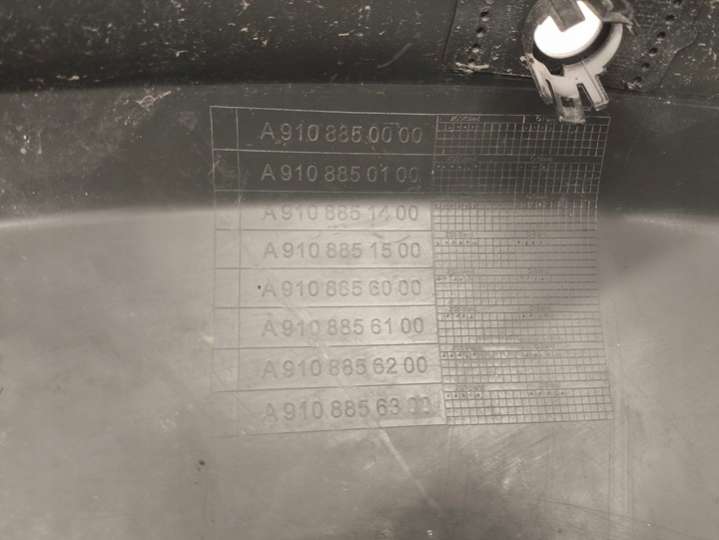 A 910 885 00 00
A 910 885 01 00
A 910 885 14 00
A 910 885 15 00
A 910 885 60 00
A 910 885 61 00
A 910 885 62 00
A 910 885 63 00